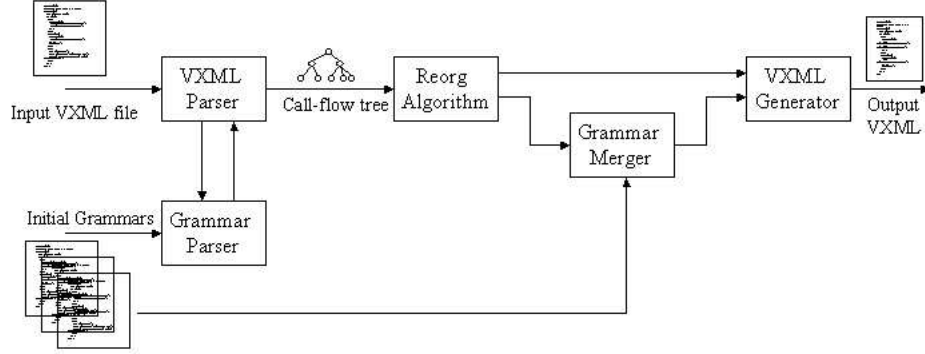 VXML
Parser
Reorg
Algorithm
VXML
Generator
Input VXML file
Call-flow tree
Output
VXML
Grammar
Merger
Initial Grammars
Grammar
Parser